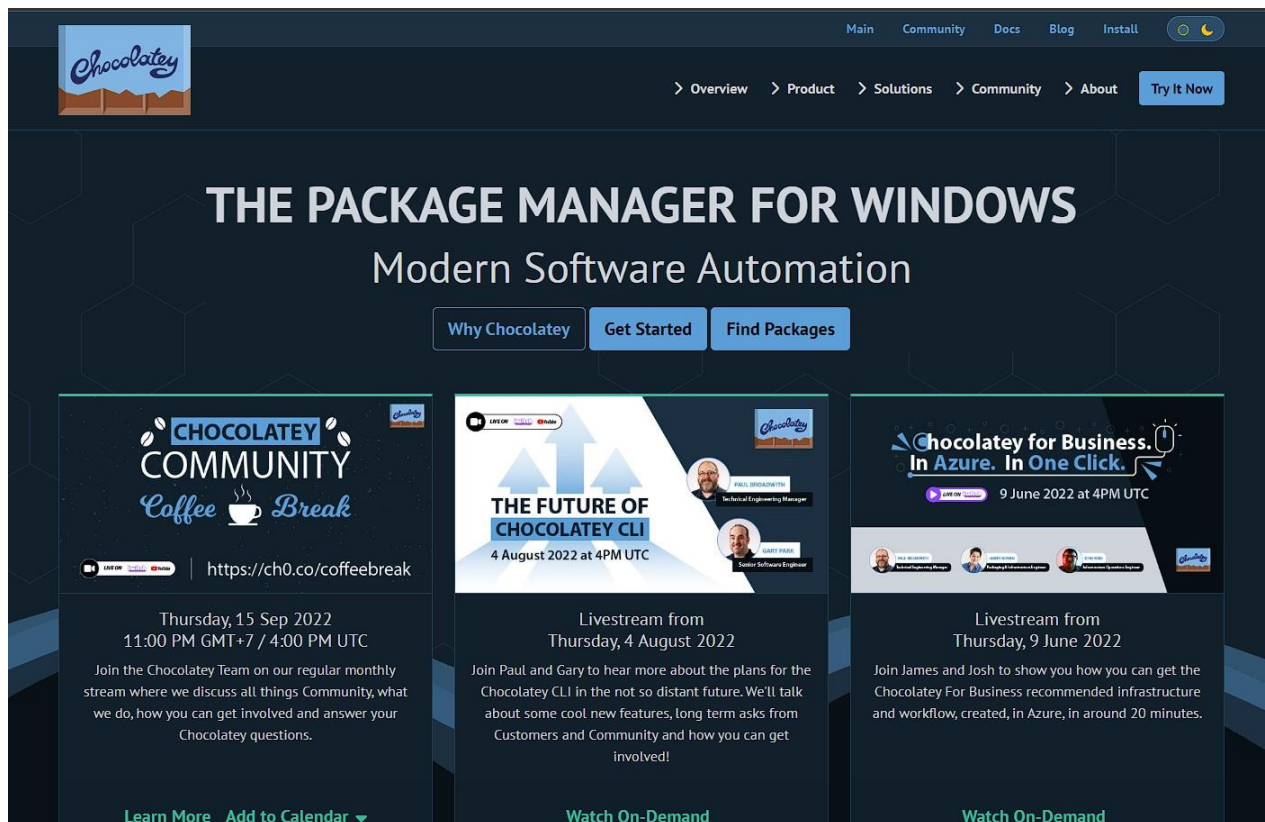 Main Community Docs Blog Install
Chocolatey
Overview Product Solutions Community About Try It Now
THE PACKAGE MANAGER FOR WINDOWS
Modern Software Automation
Why Chocolatey Get Started Find Packages
Chocolatey
CHOCOLATEY
COMMUNITY
Coffee Break
LIVE ON
https://ch0.co/coffeebreak
Thursday, 15 Sep 2022
11:00 PM GMT+7 / 4:00 PM UTC
Join the Chocolatey Team on our regular monthly
stream where we discuss all things Community, what
we do, how you can get involved and answer your
Chocolatey questions.
Learn More Add to Calendar
LIVE ON
Chocolatey
PAUL BROADWITH
Technical Engineering Manager
THE FUTURE OF
CHOCOLATEY CLI
4 August 2022 at 4PM UTC
GARY PARK
Senior Software Engineer
Livestream from
Thursday, 4 August 2022
Join Paul and Gary to hear more about the plans for the
Chocolatey CLI in the not so distant future. We'll talk
about some cool new features, long term asks from
Customers and Community and how you can get
involved!
Watch On-Demand
Chocolatey for Business.
In Azure. In One Click.
LIVE ON
9 June 2022 at 4PM UTC
Chocolatey
Livestream from
Thursday, 9 June 2022
Join James and Josh to show you how you can get the
Chocolatey For Business recommended infrastructure
and workflow, created, in Azure, in around 20 minutes.
Watch On-Demand